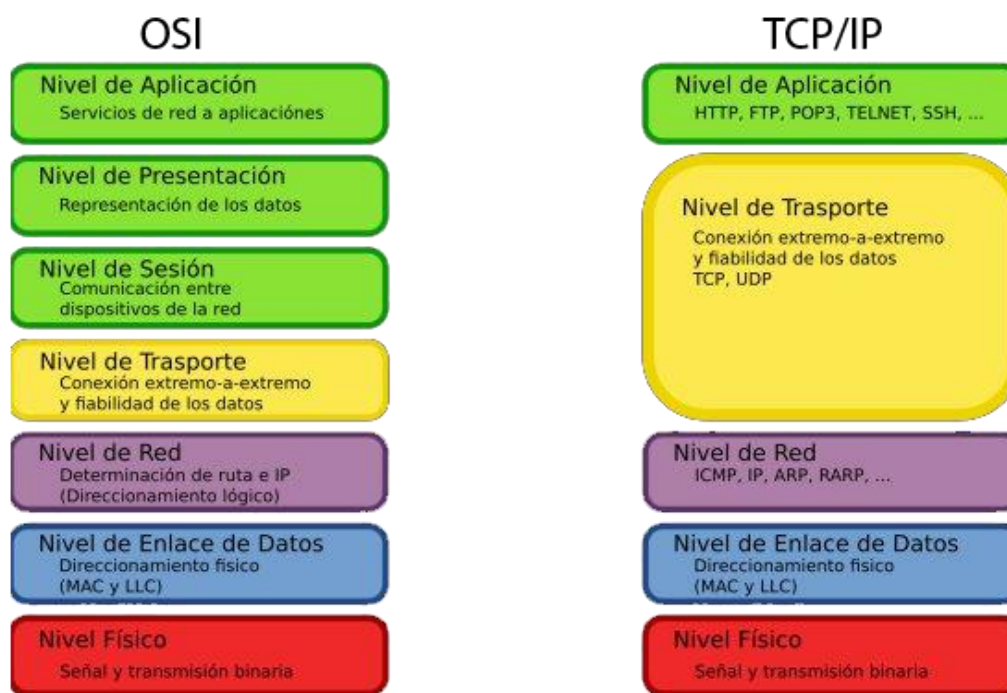 OSI
Nivel de Aplicación
Servicios de red a aplicaciónes
Nivel de Presentación
Representación de los datos
Nivel de Sesión
Comunicación entre
dispositivos de la red
Nivel de Trasporte
Conexión extremo-a-extremo
y fiabilidad de los datos
Nivel de Red
Determinación de ruta e IP
(Direccionamiento lógico)
Nivel de Enlace de Datos
Direccionamiento fisico
(MAC y LLC)
Nivel Físico
Señal y transmisión binaria
TCP/IP
Nivel de Aplicación
HTTP, FTP, POP3, TELNET, SSH, ...
Nivel de Trasporte
Conexión extremo-a-extremo
y fiabilidad de los datos
TCP, UDP
Nivel de Red
ICMP, IP, ARP, RARP, ...
Nivel de Enlace de Datos
Direccionamiento fisico
(MAC y LLC)
Nivel Físico
Señal y transmisión binaria